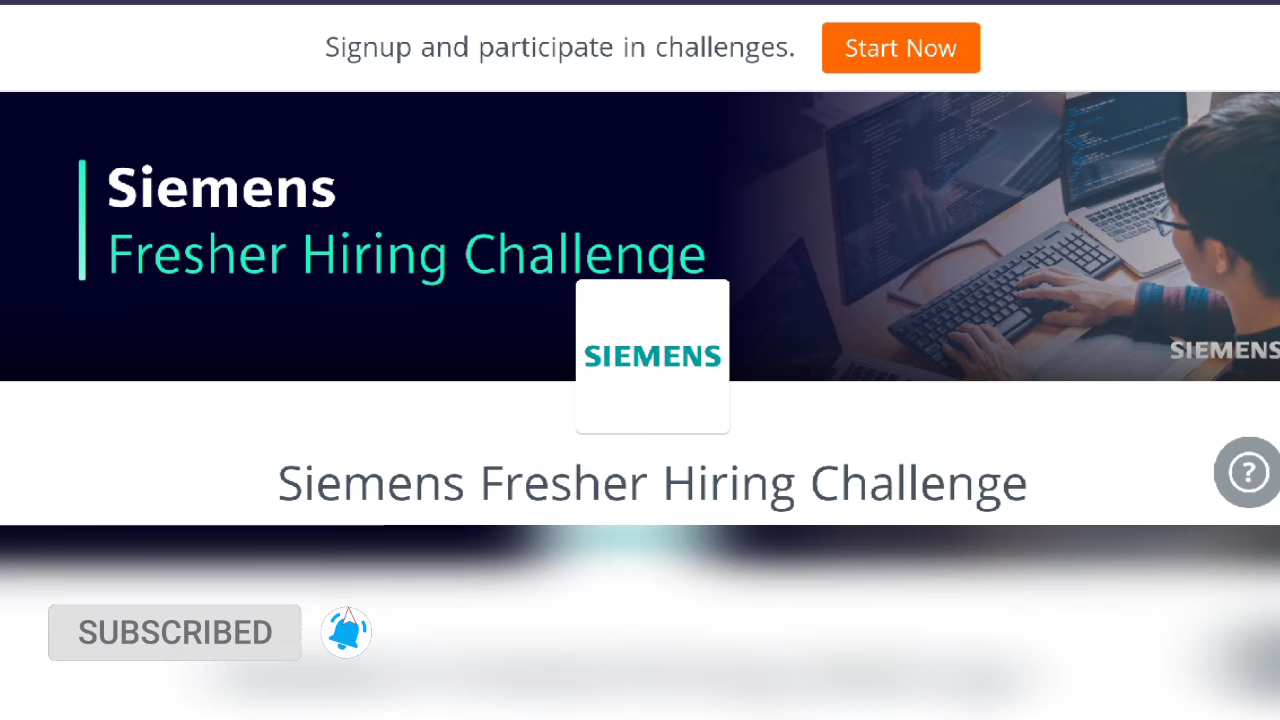 Signup and participate in challenges.
Start Now
Siemens
Fresher Hiring Challenge
SIEMENS
SIEMENS
Siemens Fresher Hiring Challenge
?
SUBSCRIBED